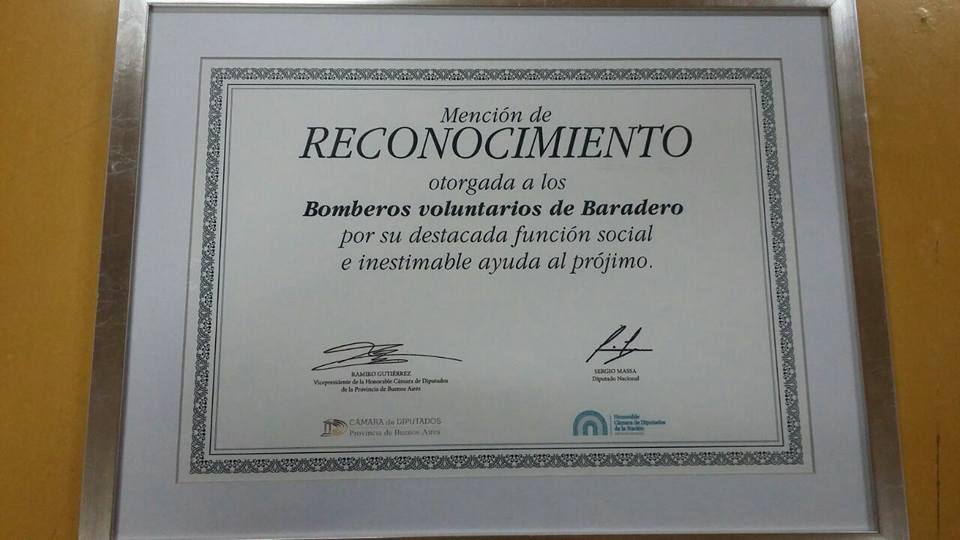 Mención de
RECONOCIMIENTO
otorgada a los
Bomberos voluntarios de Baradero
por su destacada función social
e inestimable ayuda al prójimo.
RAMIRO GUTIÉRREZ
Vicepresidente de la Honorable Cámara de Diputados
de la Provincia de Buenos Aires
SERGIO MASSA
Diputado Nacional
CÁMARA de DIPUTADOS
Provincia de Buenos Aires
Honorable
Cámara de Diputados
de la Nación